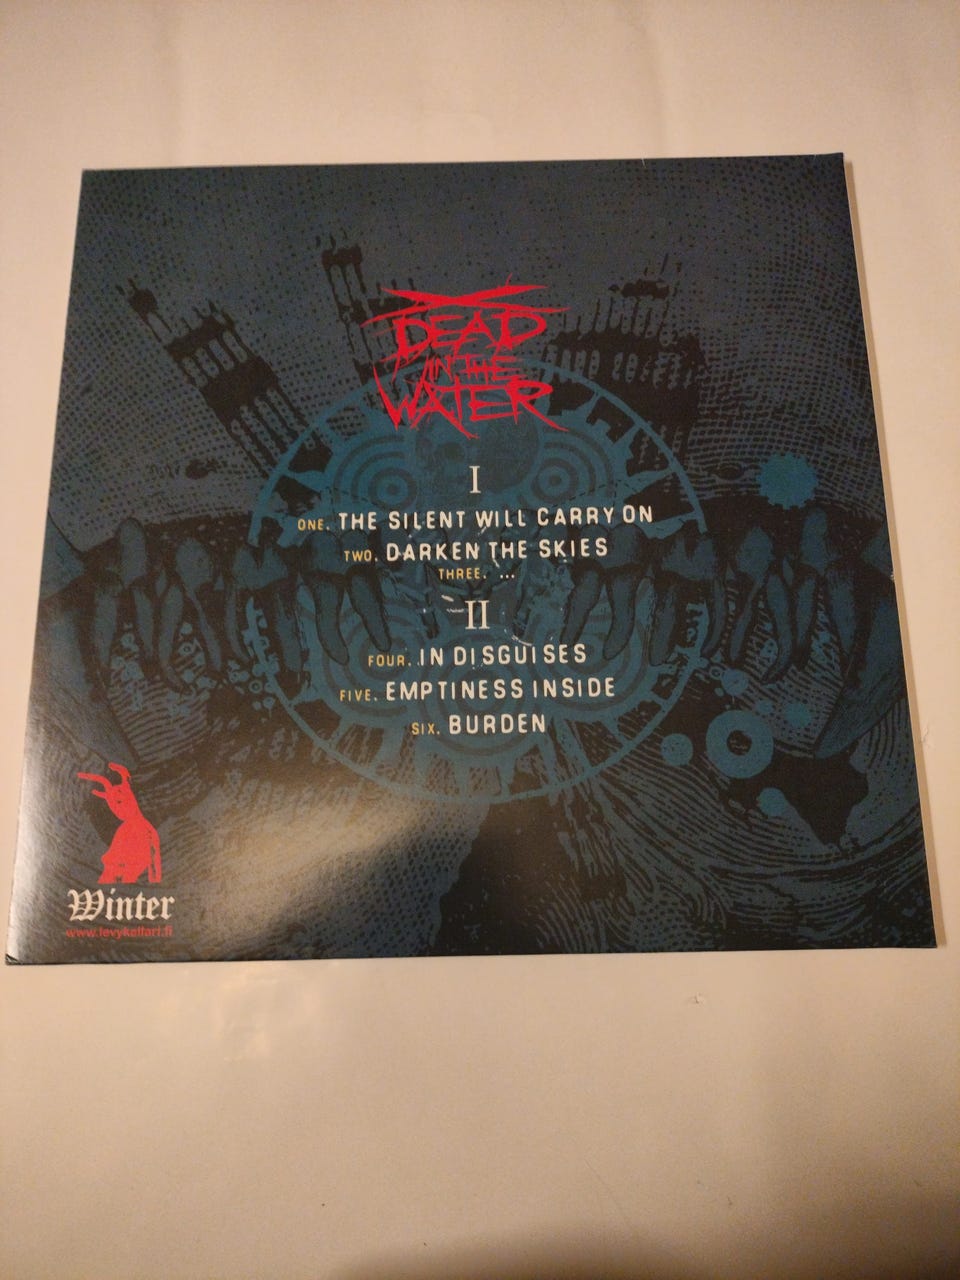 DEAD
IN THE
WATER
I
ONE. THE SILENT WILL CARRY ON
TWO. DARKEN THE SKIES
THREE. ...
II
FOUR. IN DISGUISES
FIVE. EMPTINESS INSIDE
SIX. BURDEN
Winter
www.levykellari.fi